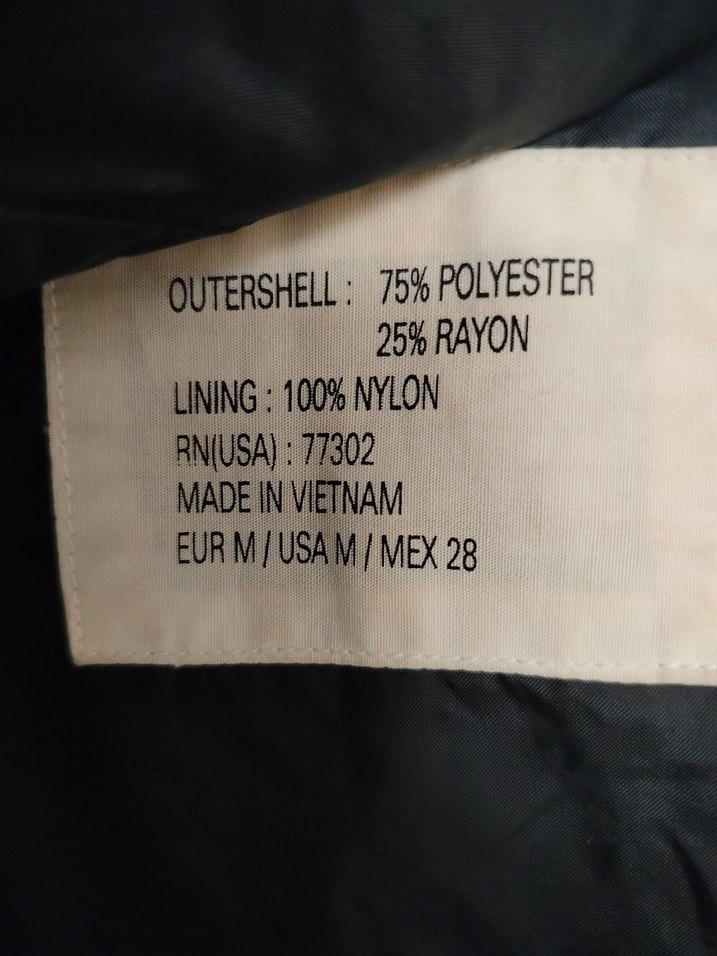 OUTERSHELL : 75% POLYESTER
25% RAYON
LINING : 100% NYLON
RN(USA) : 77302
MADE IN VIETNAM
EUR M / USA M / MEX 28